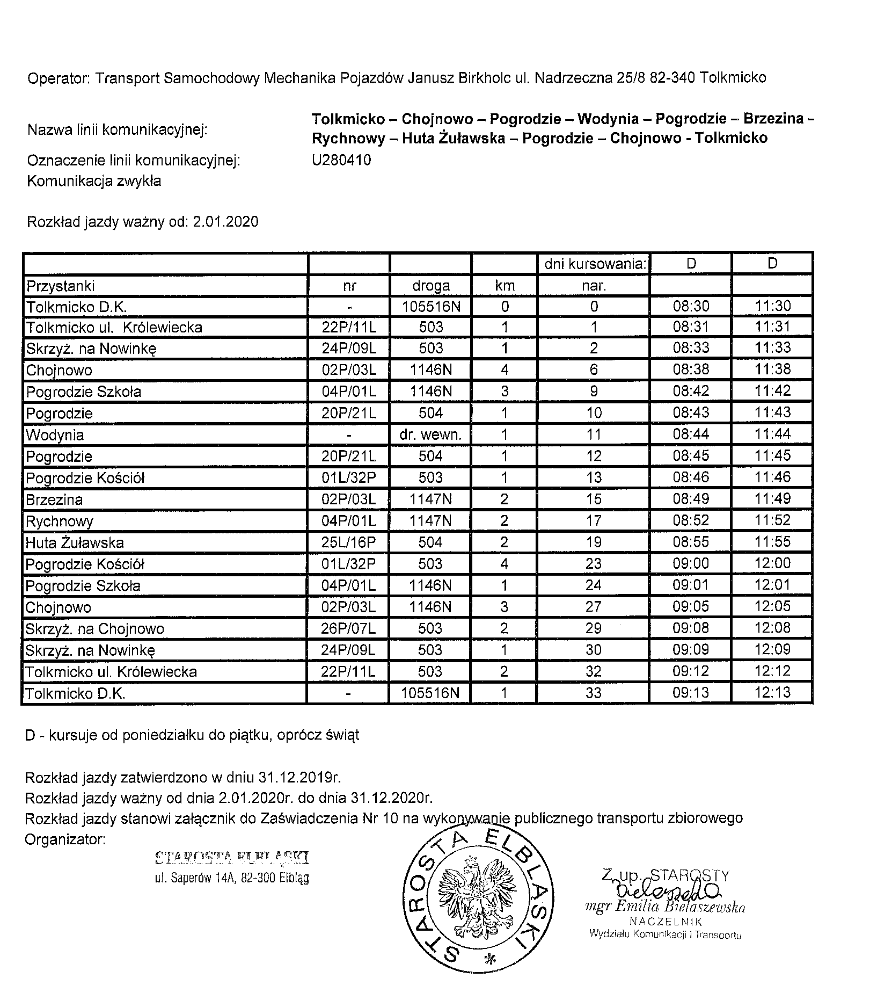 Operator: Transport Samochodowy Mechanika Pojazdów Janusz Birkholc ul. Nadrzeczna 25/8 82-340 Tolkmicko
Nazwa linii komunikacyjnej:
Tolkmicko – Chojnowo – Pogrodzie – Wodynia – Pogrodzie – Brzezina –
Rychnowy – Huta Żuławska – Pogrodzie – Chojnowo - Tolkmicko
Oznaczenie linii komunikacyjnej: U280410
Komunikacja zwykła
Rozkład jazdy ważny od: 2.01.2020
dni kursowania: D D
Przystanki nr droga km nar.
Tolkmicko D.K. - 105516N 0 0 08:30 11:30
Tolkmicko ul. Królewiecka 22P/11L 503 1 1 08:31 11:31
Skrzyż. na Nowinkę 24P/09L 503 1 2 08:33 11:33
Chojnowo 02P/03L 1146N 4 6 08:38 11:38
Pogrodzie Szkoła 04P/01L 1146N 3 9 08:42 11:42
Pogrodzie 20P/21L 504 1 10 08:43 11:43
Wodynia - dr. wewn. 1 11 08:44 11:44
Pogrodzie 20P/21L 504 1 12 08:45 11:45
Pogrodzie Kościół 01L/32P 503 1 13 08:46 11:46
Brzezina 02P/03L 1147N 2 15 08:49 11:49
Rychnowy 04P/01L 1147N 2 17 08:52 11:52
Huta Żuławska 25L/16P 504 2 19 08:55 11:55
Pogrodzie Kościół 01L/32P 503 4 23 09:00 12:00
Pogrodzie Szkoła 04P/01L 1146N 1 24 09:01 12:01
Chojnowo 02P/03L 1146N 3 27 09:05 12:05
Skrzyż. na Chojnowo 26P/07L 503 2 29 09:08 12:08
Skrzyż. na Nowinkę 24P/09L 503 1 30 09:09 12:09
Tolkmicko ul. Królewiecka 22P/11L 503 2 32 09:12 12:12
Tolkmicko D.K. - 105516N 1 33 09:13 12:13
D - kursuje od poniedziałku do piątku, oprócz świąt
Rozkład jazdy zatwierdzono w dniu 31.12.2019r.
Rozkład jazdy ważny od dnia 2.01.2020r. do dnia 31.12.2020r.
Rozkład jazdy stanowi załącznik do Zaświadczenia Nr 10 na wykonywanie publicznego transportu zbiorowego
Organizator:
STAROSTA ELBLĄSKI
ul. Saperów 14A, 82-300 Elbląg
STAROSTA ELBLĄSKI *
Z up. STAROSTY
mgr Emilia Bielaszewska
NACZELNIK
Wydziału Komunikacji i Transportu